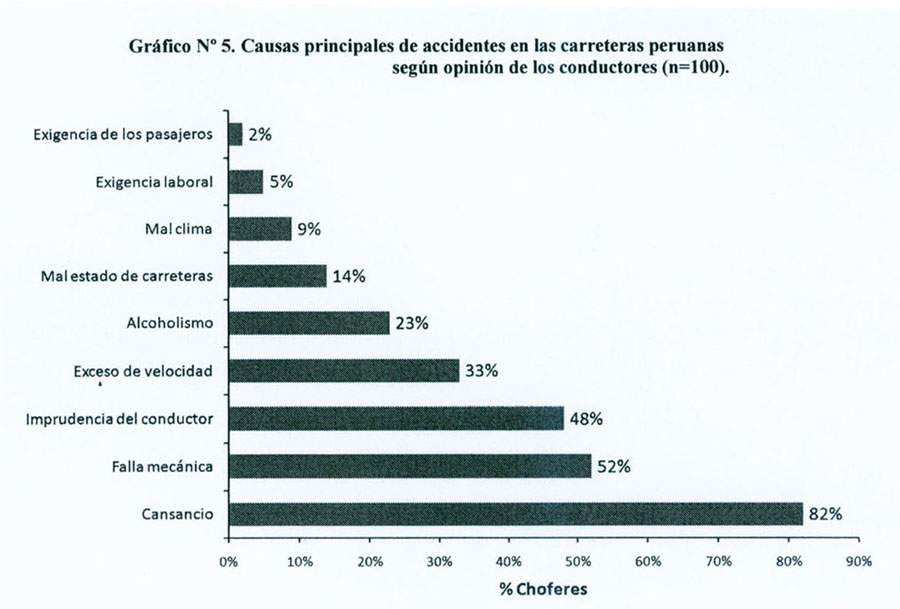 Gráfico Nº 5. Causas principales de accidentes en las carreteras peruanas
según opinión de los conductores (n=100).
Exigencia de los pasajeros 2%
Exigencia laboral 5%
Mal clima 9%
Mal estado de carreteras 14%
Alcoholismo 23%
Exceso de velocidad 33%
Imprudencia del conductor 48%
Falla mecánica 52%
Cansancio 82%
0% 10% 20% 30% 40% 50% 60% 70% 80% 90%
% Choferes